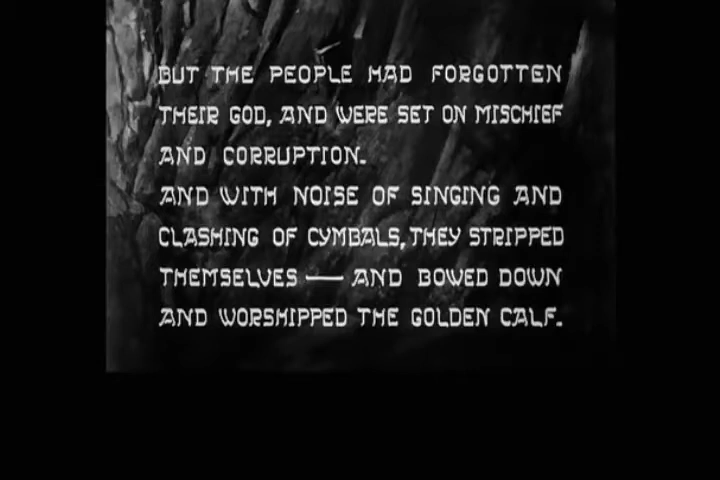 BUT THE PEOPLE HAD FORGOTTEN
THEIR GOD, AND WERE SET ON MISCHIEF
AND CORRUPTION.
AND WITH NOISE OF SINGING AND
CLASHING OF CYMBALS, THEY STRIPPED
THEMSELVES — AND BOWED DOWN
AND WORSHIPPED THE GOLDEN CALF.